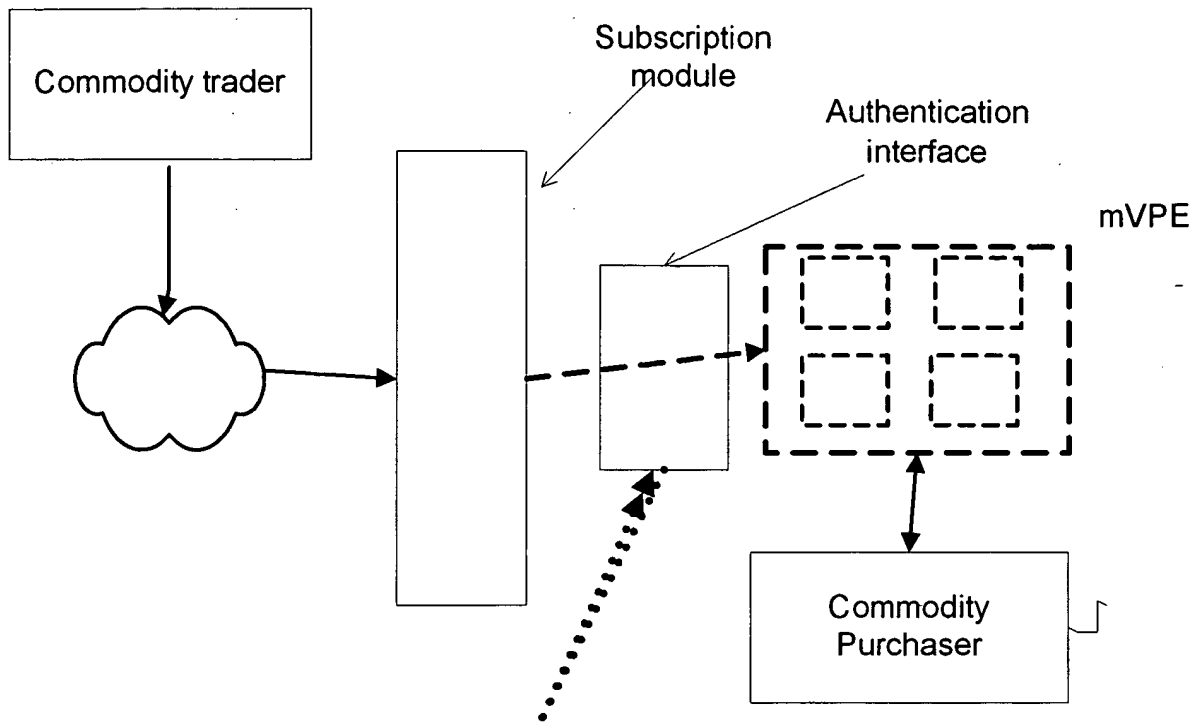 Commodity trader
Subscription
module
Authentication
interface
mVPE
Commodity
Purchaser